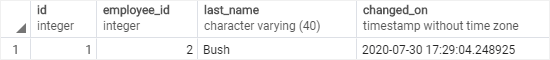 id employee_id last_name changed_on
integer integer character varying (40) timestamp without time zone
1 1 2 Bush 2020-07-30 17:29:04.248925